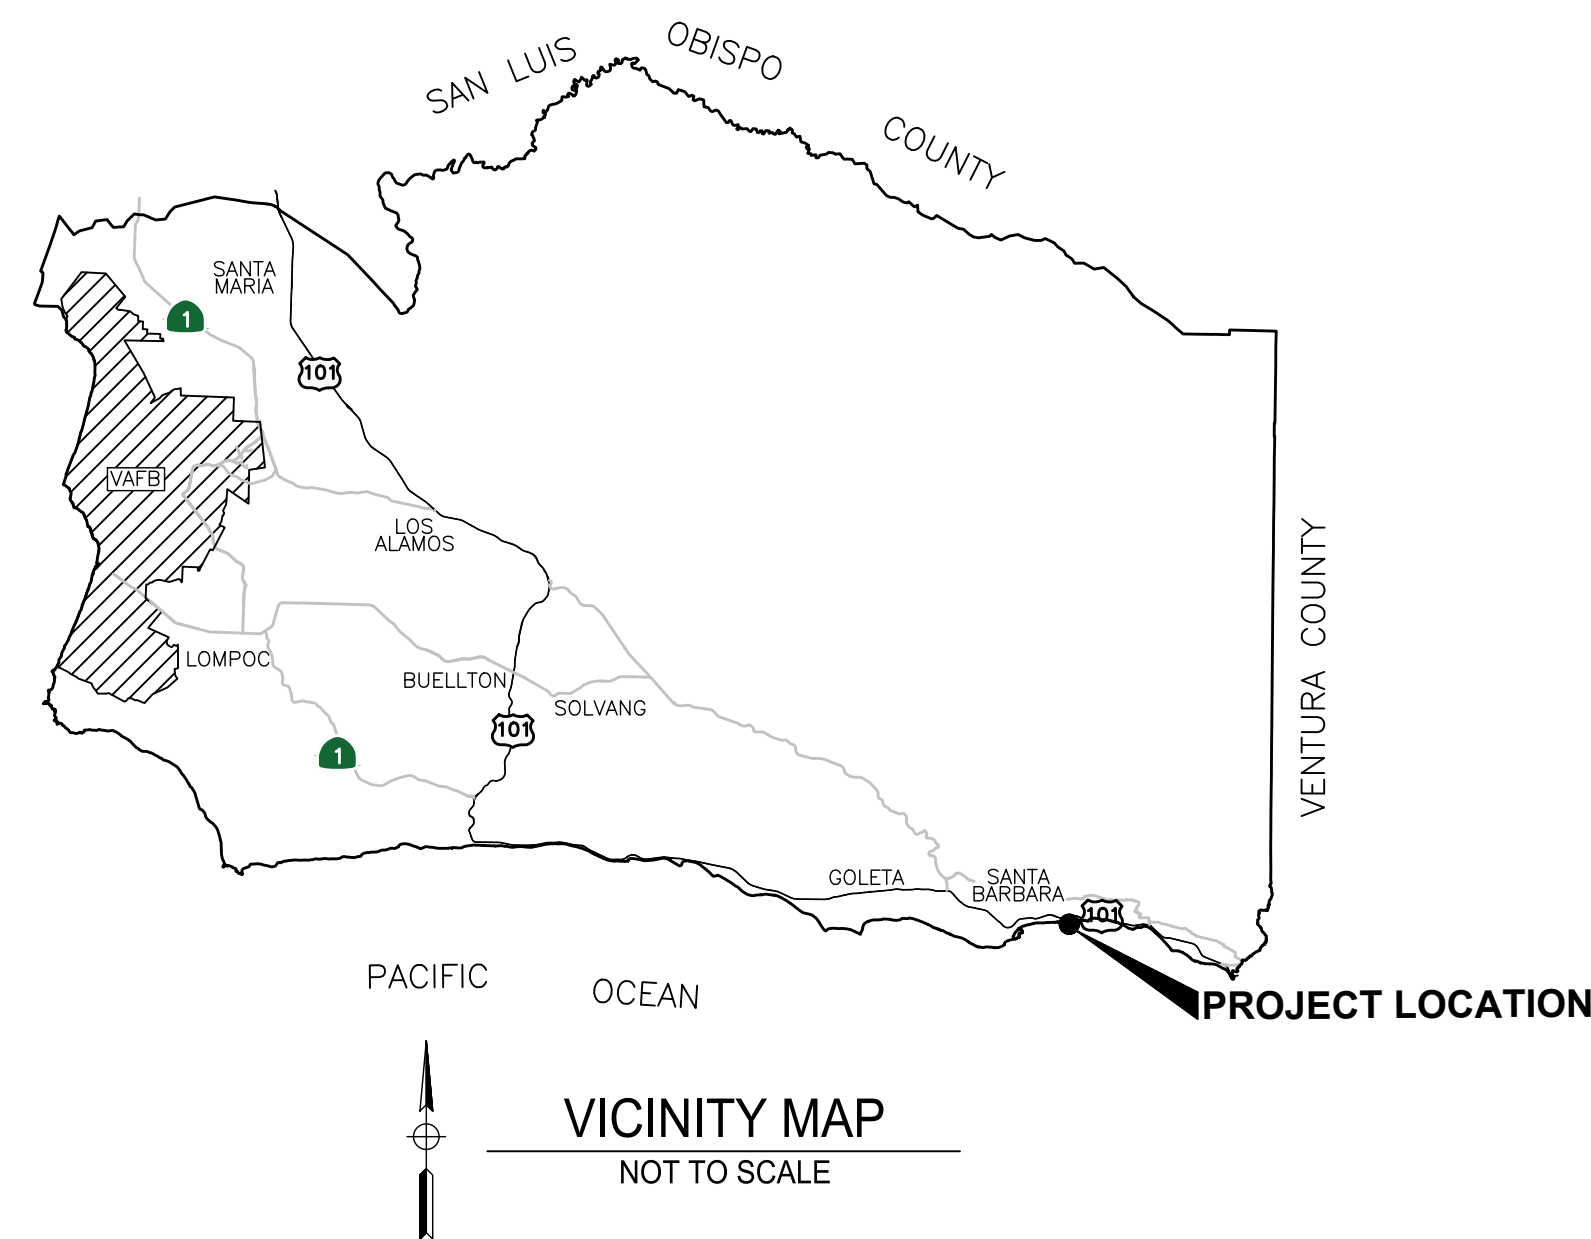 SAN LUIS OBISPO COUNTY
SANTA
MARIA
1
101
VAFB
LOS
ALAMOS
LOMPOC
BUELLTON
SOLVANG
101
1
VENTURA COUNTY
GOLETA
SANTA
BARBARA
101
PACIFIC OCEAN
PROJECT LOCATION
VICINITY MAP
NOT TO SCALE